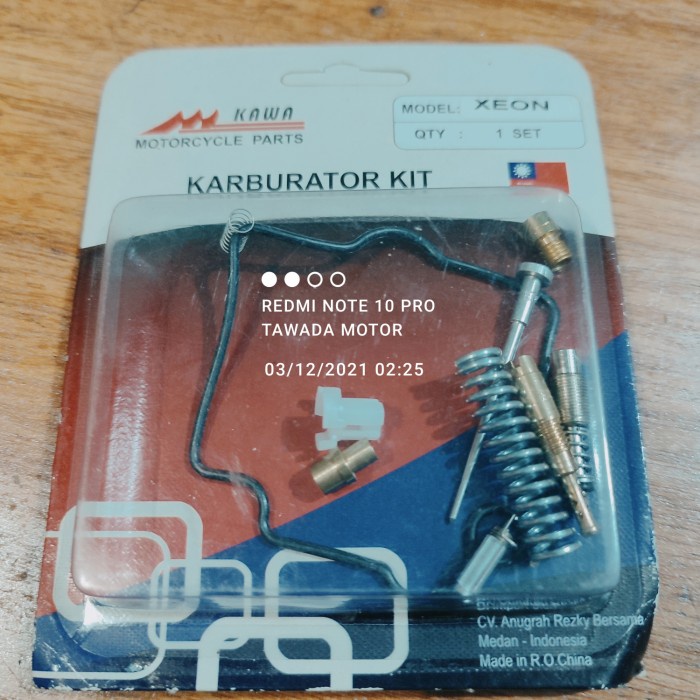 KAWA
MOTORCYCLE PARTS
MODEL: XEON
QTY : 1 SET
KARBURATOR KIT
REDMI NOTE 10 PRO
TAWADA MOTOR
03/12/2021 02:25
CV. Anugrah Rezky Bersama
Medan - Indonesia
Made in R.O.China